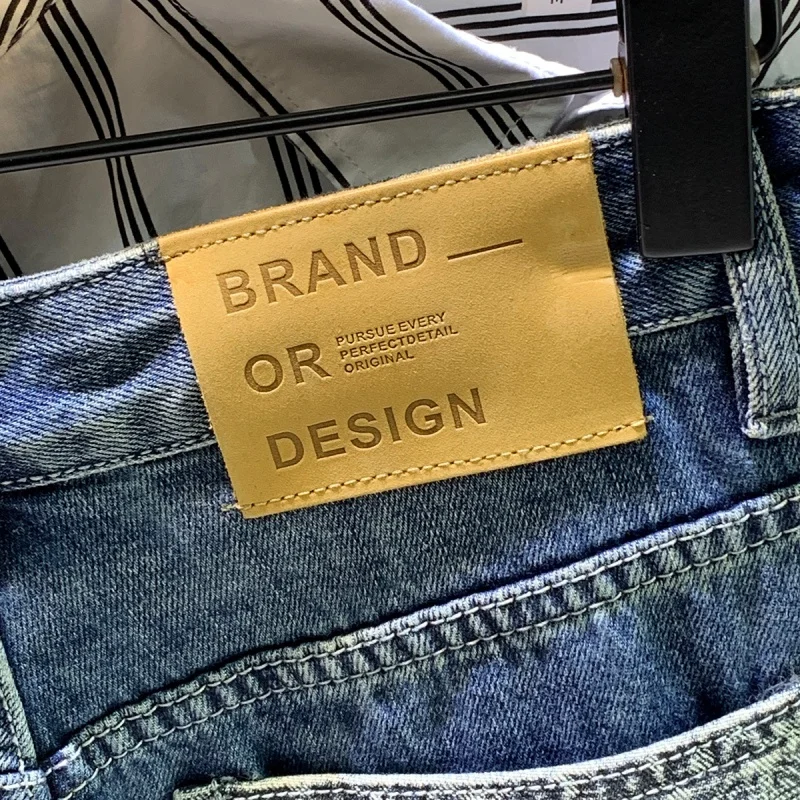 M
BRAND —
OR
PURSUE EVERY
PERFECTDETAIL
ORIGINAL
DESIGN